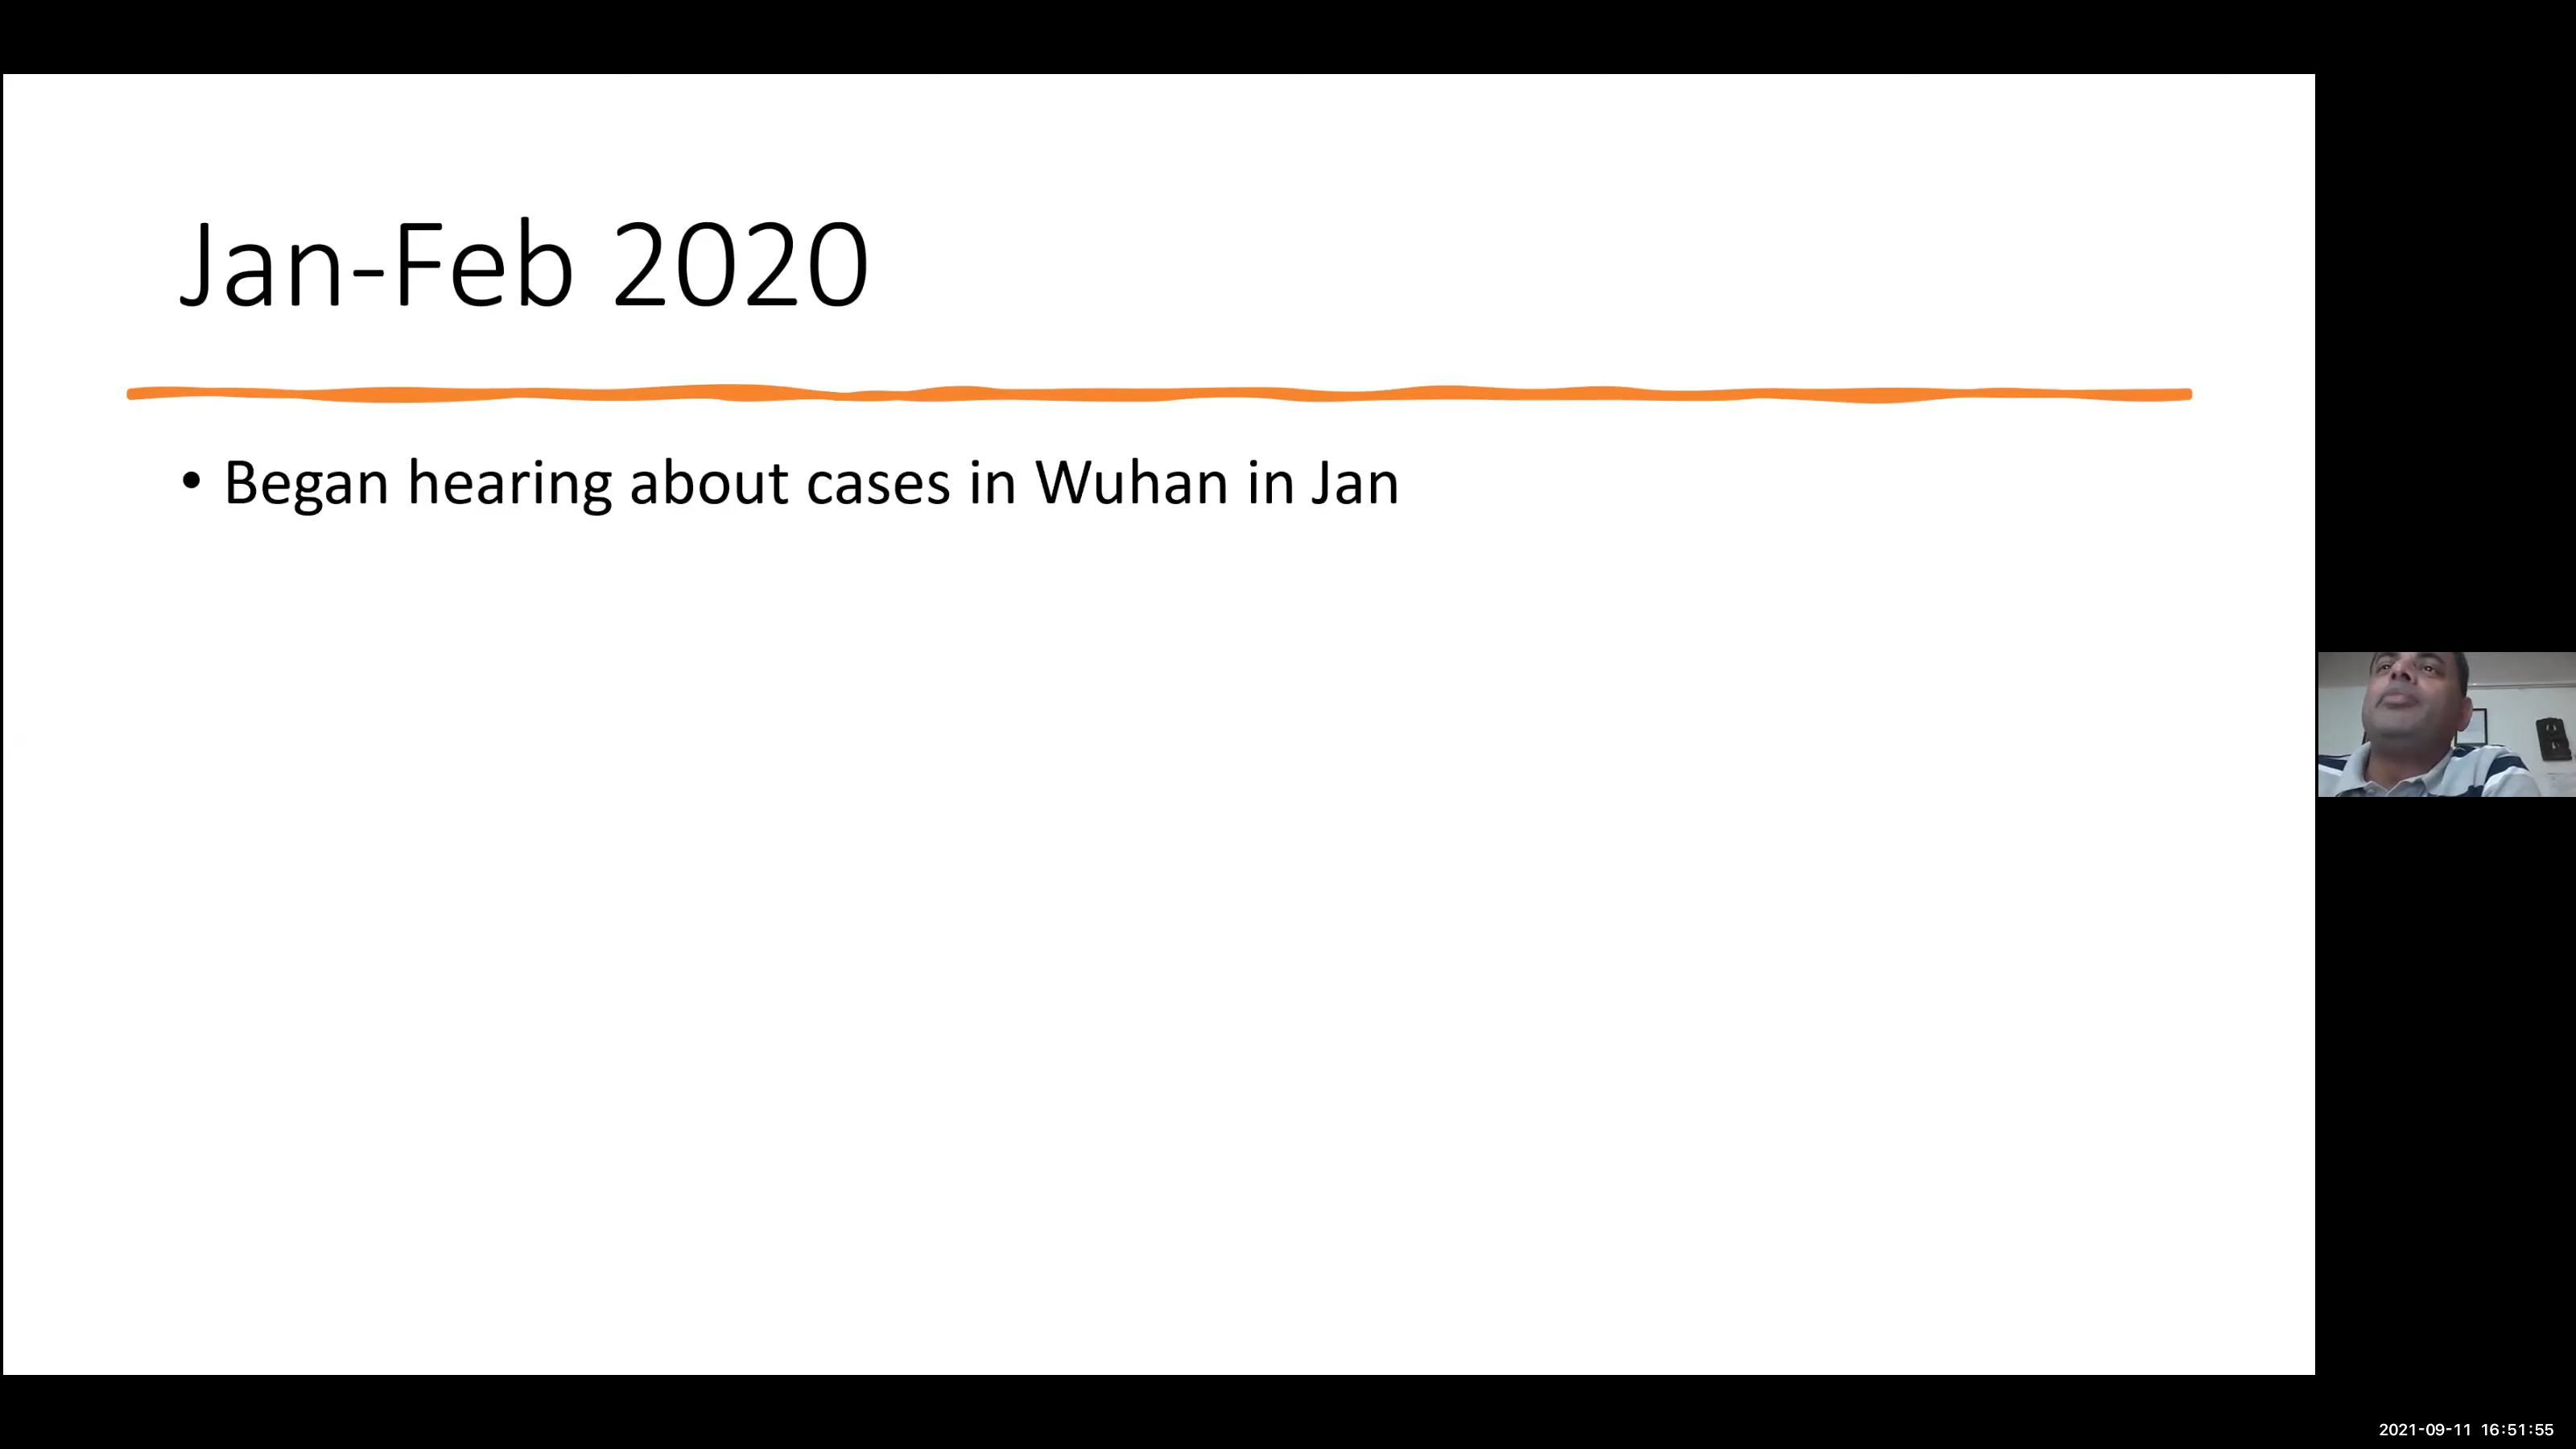 Jan-Feb 2020
• Began hearing about cases in Wuhan in Jan
2021-09-11 16:51:55